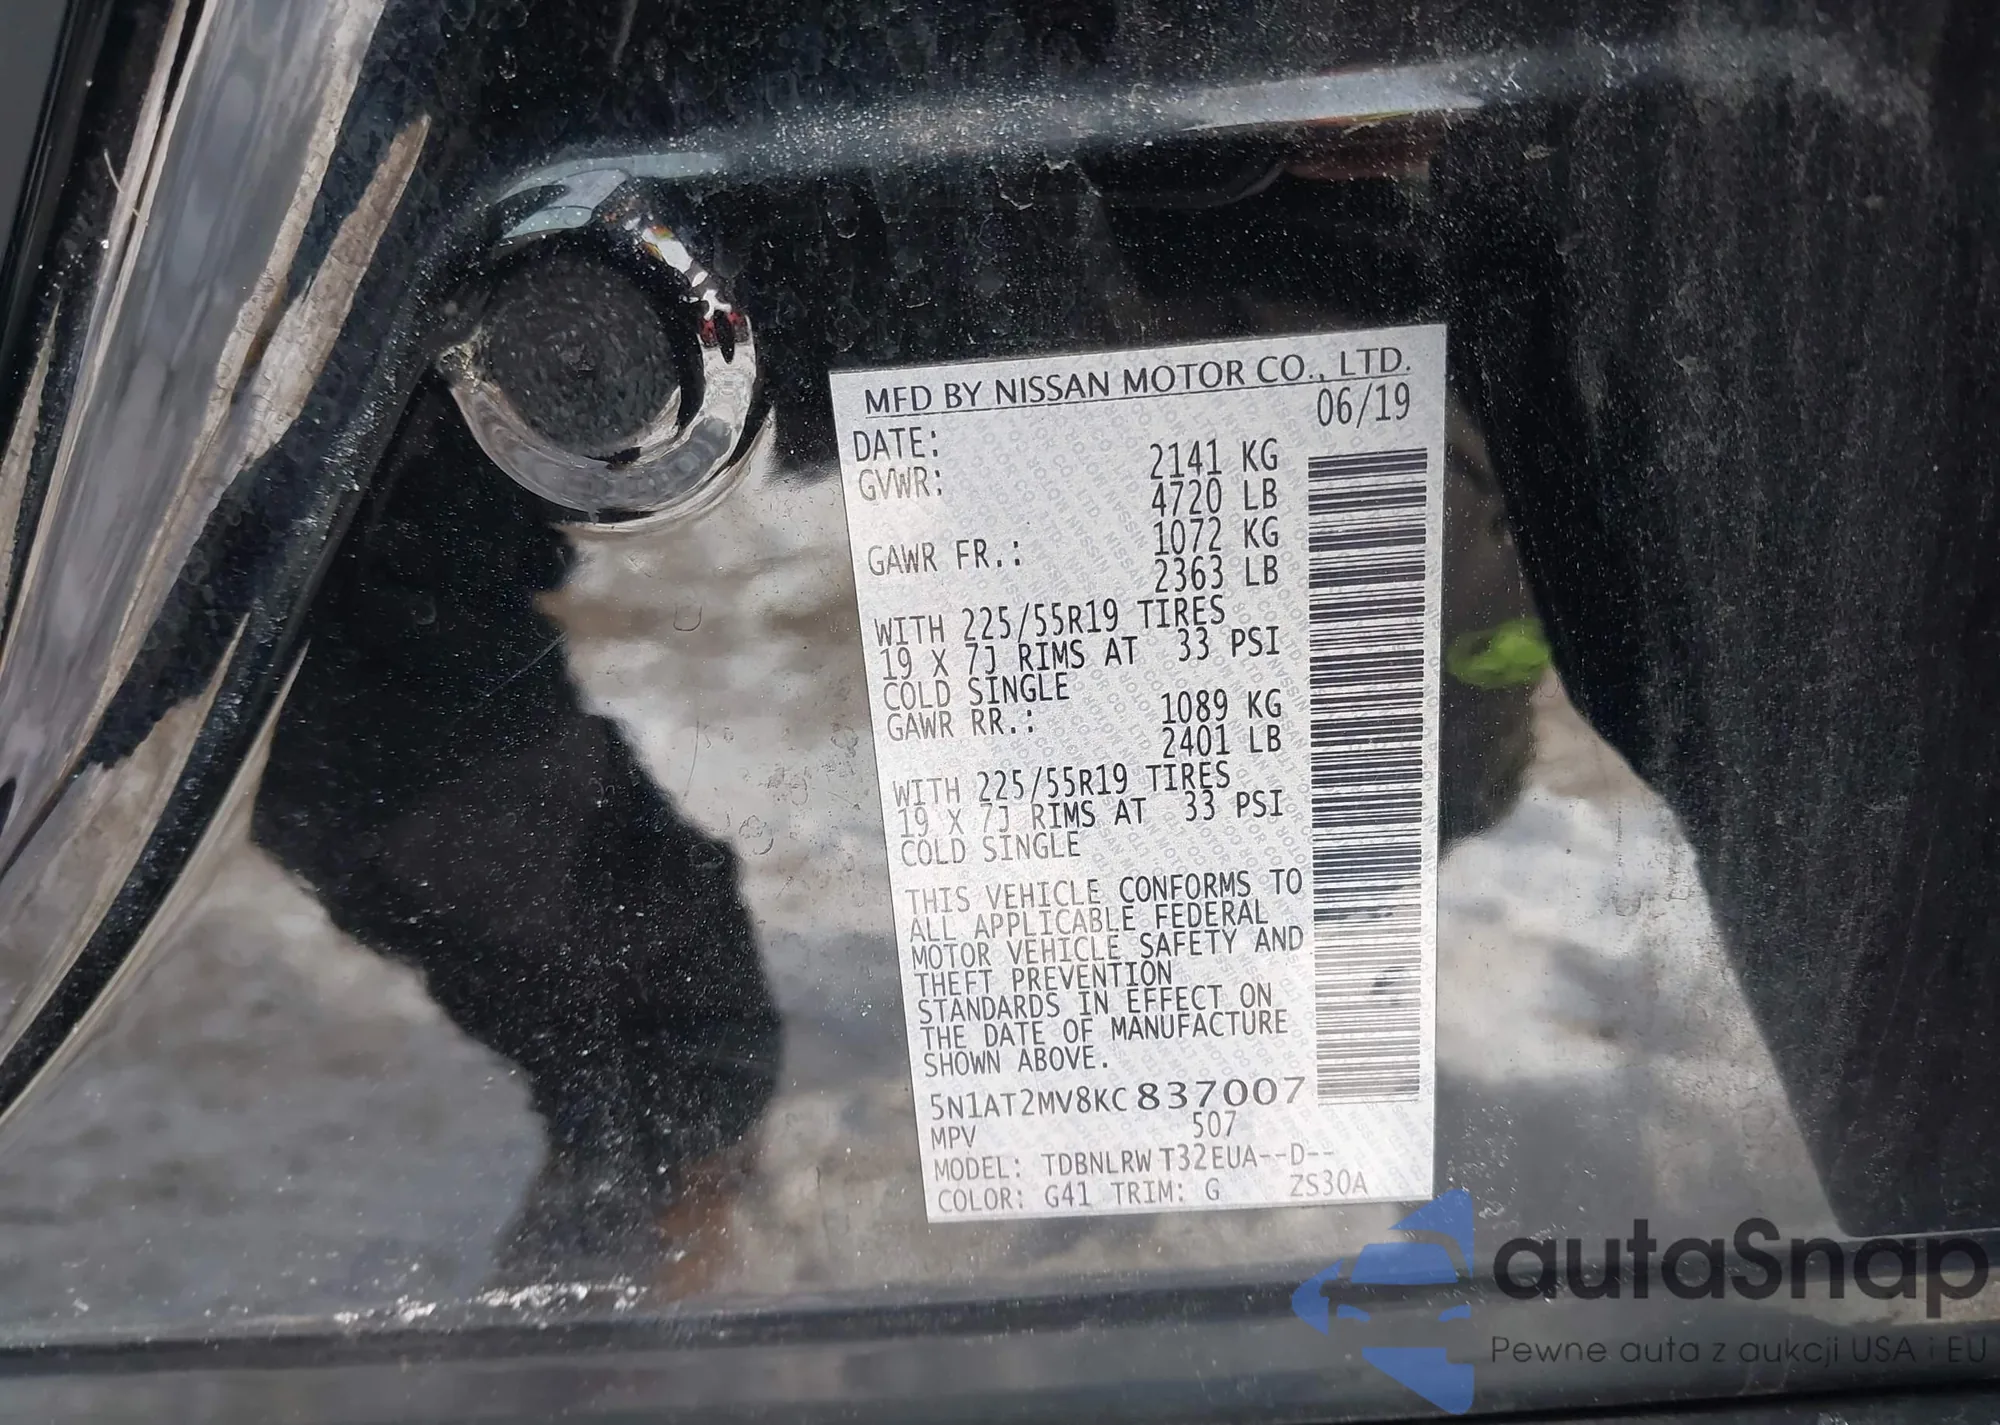 MFD BY NISSAN MOTOR CO., LTD.
DATE: 06/19
GVWR: 2141 KG
4720 LB
GAWR FR.: 1072 KG
2363 LB
WITH 225/55R19 TIRES
19 X 7J RIMS AT 33 PSI
COLD SINGLE
GAWR RR.: 1089 KG
2401 LB
WITH 225/55R19 TIRES
19 X 7J RIMS AT 33 PSI
COLD SINGLE
THIS VEHICLE CONFORMS TO
ALL APPLICABLE FEDERAL
MOTOR VEHICLE SAFETY AND
THEFT PREVENTION
STANDARDS IN EFFECT ON
THE DATE OF MANUFACTURE
SHOWN ABOVE.
5N1AT2MV8KC837007
MPV 507
MODEL: TDBNLRW T32EUA--D--
COLOR: G41 TRIM: G ZS30A
autaSnap
Pewne auta z aukcji USA i EU